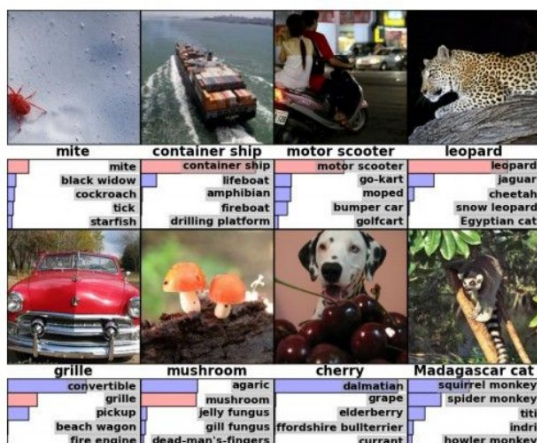 mite container ship motor scooter leopard
mite container ship motor scooter leopard
black widow lifeboat go-kart jaguar
cockroach amphibian moped cheetah
tick fireboat bumper car snow leopard
starfish drilling platform golfcart Egyptian cat
grille mushroom cherry Madagascar cat
convertible agaric dalmatian squirrel monkey
grille mushroom grape spider monkey
pickup jelly fungus elderberry titi
beach wagon gill fungus ffordshire bullterrier indri
fire engine dead-man's-fingers currant howler monkey